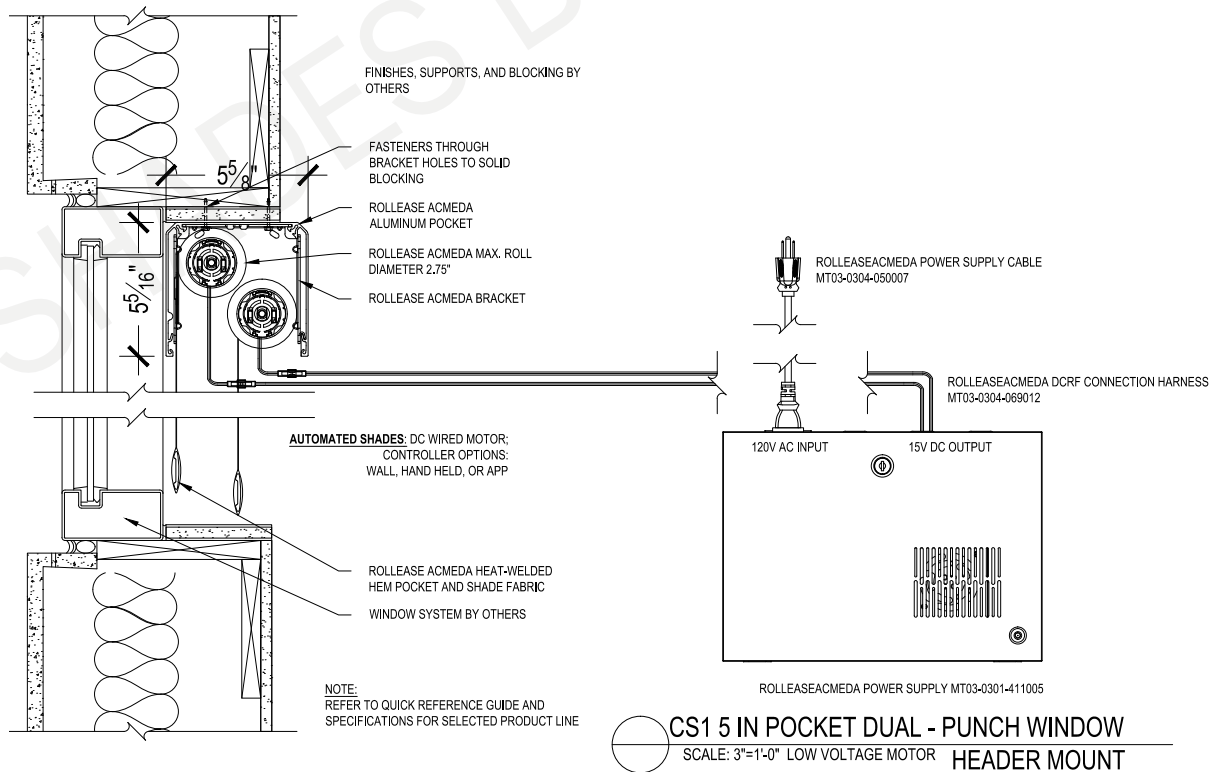 SHADES
FINISHES, SUPPORTS, AND BLOCKING BY
OTHERS
FASTENERS THROUGH
BRACKET HOLES TO SOLID
BLOCKING
5 5/8"
ROLLEASE ACMEDA
ALUMINUM POCKET
ROLLEASE ACMEDA MAX. ROLL
DIAMETER 2.75"
ROLLEASE ACMEDA BRACKET
5 5/16"
ROLLEASEACMEDA POWER SUPPLY CABLE
MT03-0304-050007
ROLLEASEACMEDA DCRF CONNECTION HARNESS
MT03-0304-069012
AUTOMATED SHADES: DC WIRED MOTOR;
CONTROLLER OPTIONS:
WALL, HAND HELD, OR APP
120V AC INPUT
15V DC OUTPUT
ROLLEASE ACMEDA HEAT-WELDED
HEM POCKET AND SHADE FABRIC
WINDOW SYSTEM BY OTHERS
NOTE:
REFER TO QUICK REFERENCE GUIDE AND
SPECIFICATIONS FOR SELECTED PRODUCT LINE
ROLLEASEACMEDA POWER SUPPLY MT03-0301-411005
CS1 5 IN POCKET DUAL - PUNCH WINDOW
SCALE: 3"=1'-0" LOW VOLTAGE MOTOR HEADER MOUNT